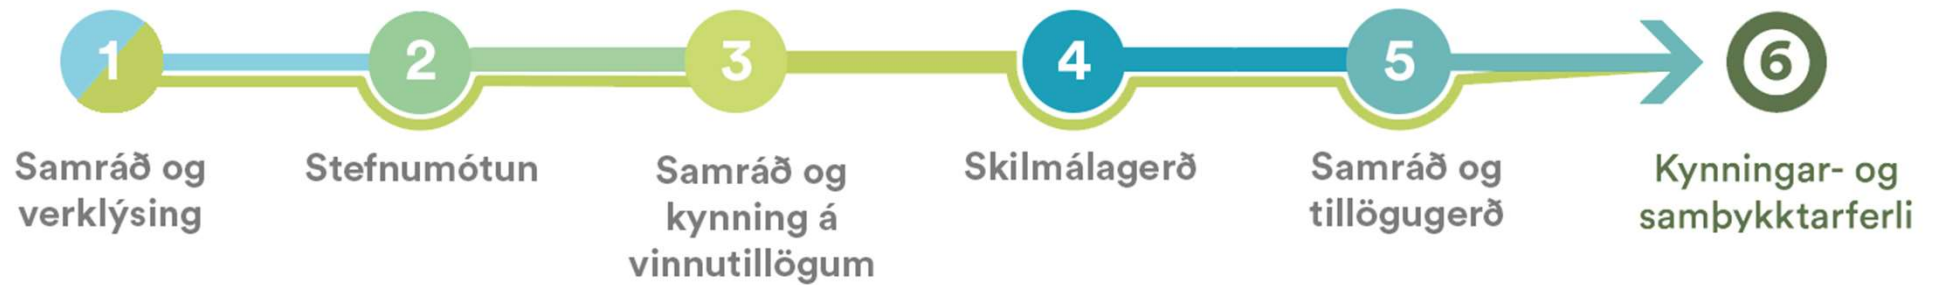 1
Samráð og
verklýsing
2
Stefnumótun
3
Samráð og
kynning á
vinnutillögum
4
Skilmálagerð
5
Samráð og
tillögugerð
6
Kynningar- og
samþykktarferli